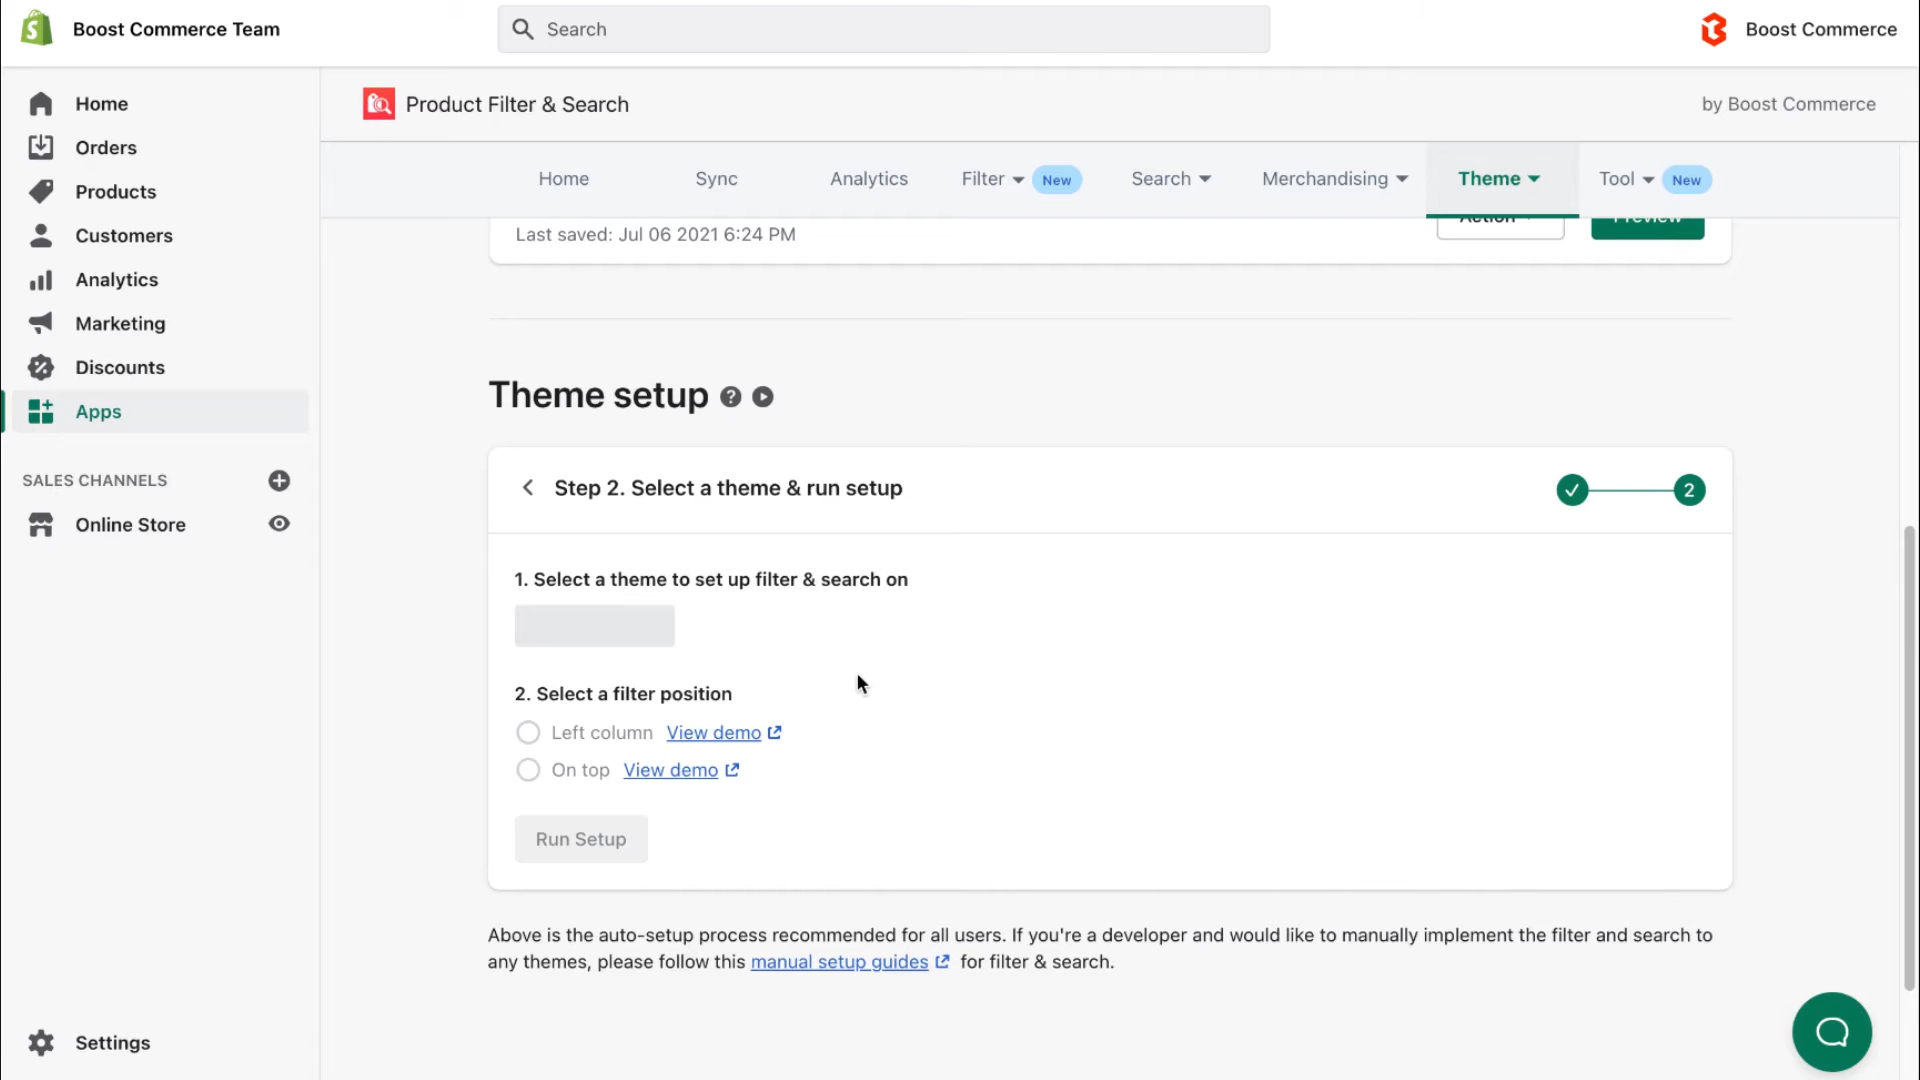 Boost Commerce Team
Search
Boost Commerce
Home
Orders
Products
Customers
Analytics
Marketing
Discounts
Apps
SALES CHANNELS
Online Store
Settings
Product Filter & Search
by Boost Commerce
Home Sync Analytics Filter New Search Merchandising Theme Tool New
Action Preview
Last saved: Jul 06 2021 6:24 PM
Theme setup
Step 2. Select a theme & run setup
2
1. Select a theme to set up filter & search on
2. Select a filter position
Left column View demo
On top View demo
Run Setup
Above is the auto-setup process recommended for all users. If you're a developer and would like to manually implement the filter and search to
any themes, please follow this manual setup guides for filter & search.